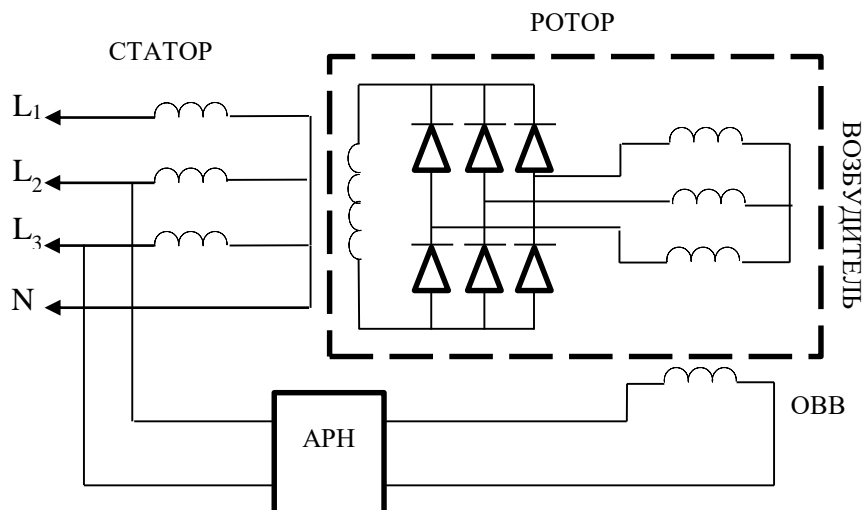 СТАТОР
РОТОР
L1
L2
L3
N
ВОЗБУДИТЕЛЬ
АРН
ОВВ